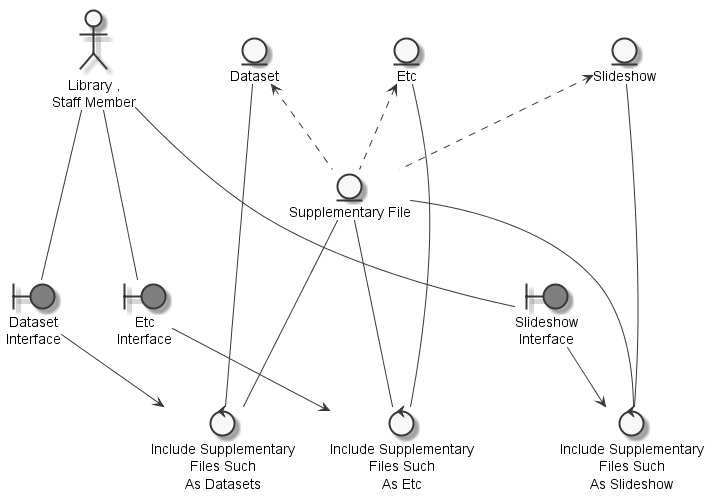 Library ,
Staff Member
Dataset
Etc
Slideshow
Supplementary File
Dataset
Interface
Etc
Interface
Slideshow
Interface
Include Supplementary
Files Such
As Datasets
Include Supplementary
Files Such
As Etc
Include Supplementary
Files Such
As Slideshow